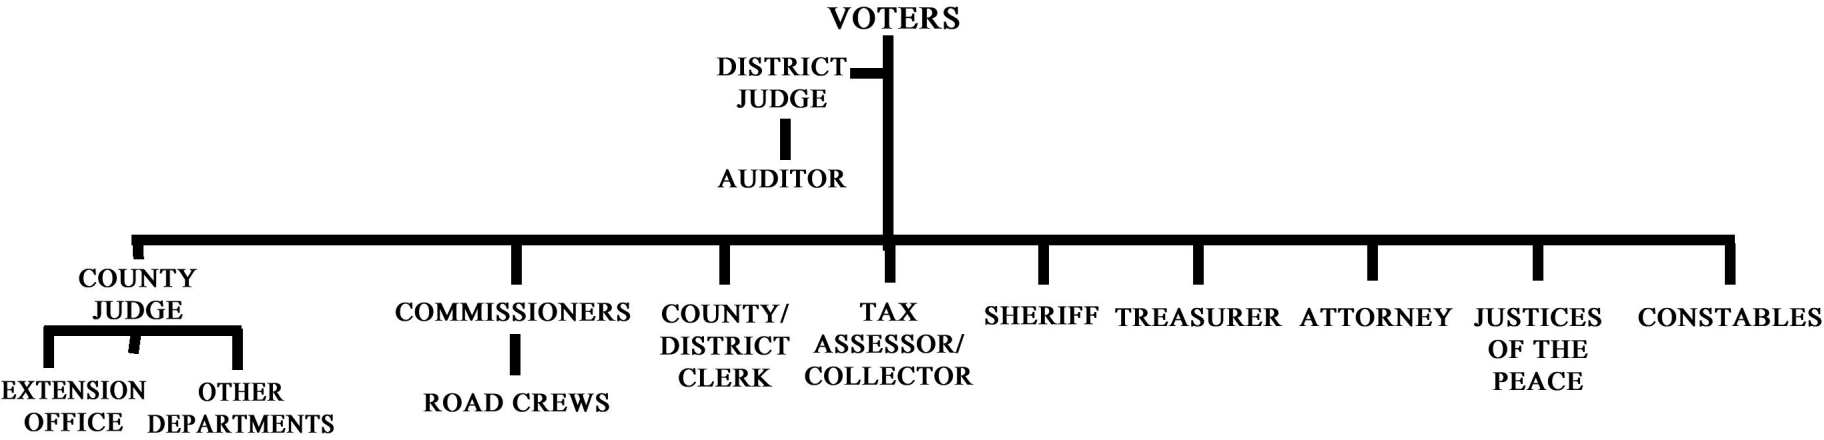 VOTERS
DISTRICT
JUDGE
AUDITOR
COUNTY
JUDGE
EXTENSION
OFFICE
OTHER
DEPARTMENTS
COMMISSIONERS
ROAD CREWS
COUNTY/
DISTRICT
CLERK
TAX
ASSESSOR/
COLLECTOR
SHERIFF
TREASURER
ATTORNEY
JUSTICES
OF THE
PEACE
CONSTABLES